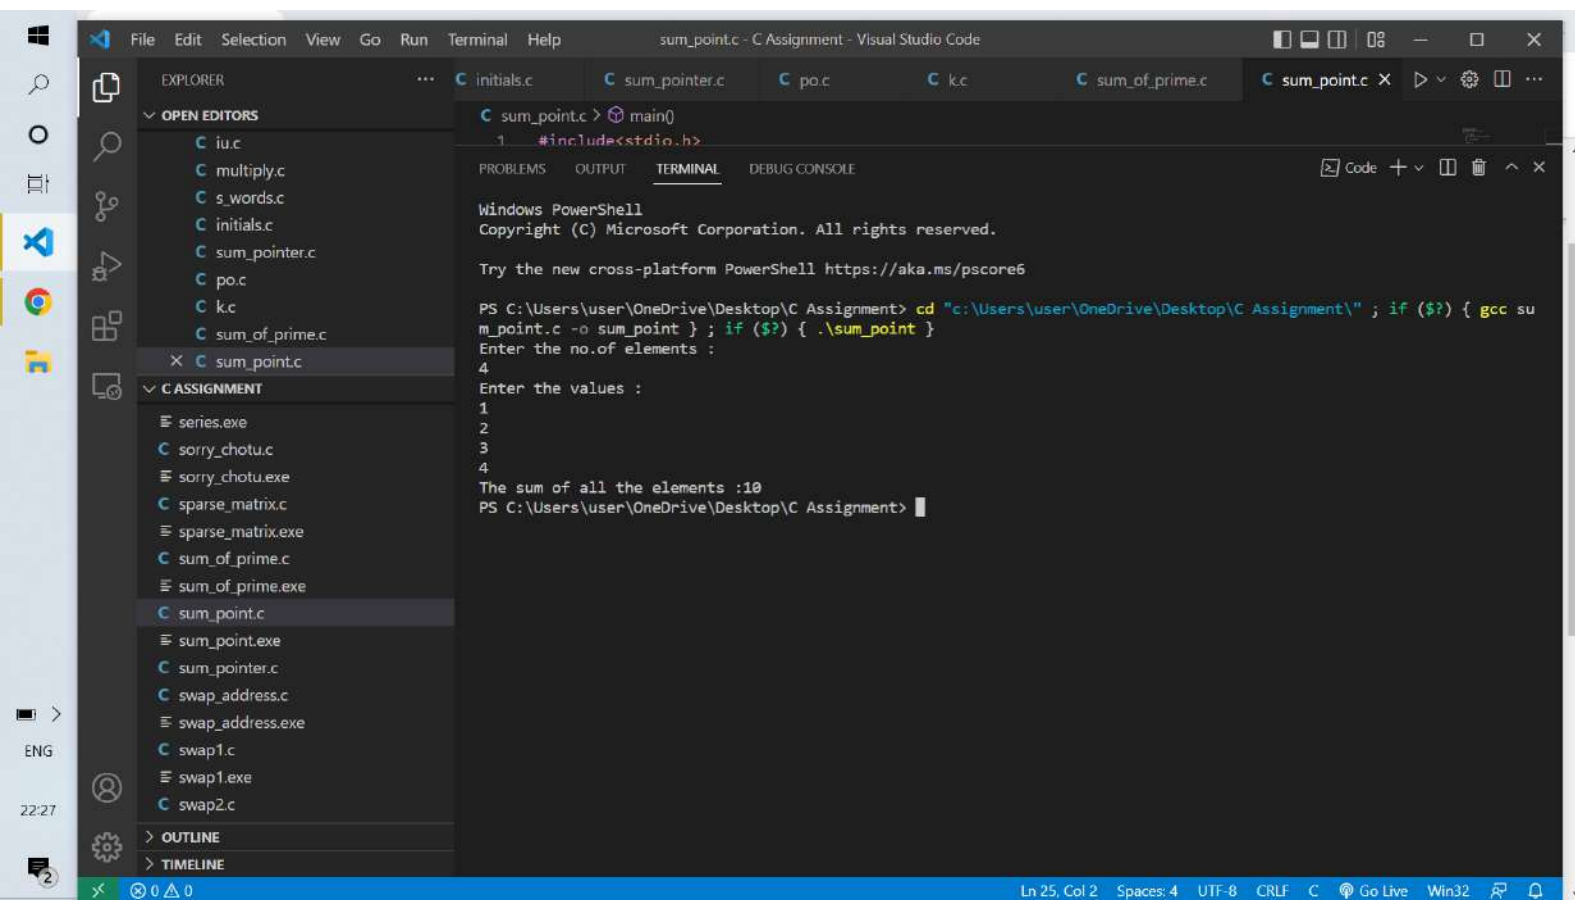 File Edit Selection View Go Run Terminal Help sum_point.c - C Assignment - Visual Studio Code
EXPLORER
OPEN EDITORS
C iu.c
C multiply.c
C s_words.c
C initials.c
C sum_pointer.c
C po.c
C k.c
C sum_of_prime.c
C sum_point.c
C ASSIGNMENT
series.exe
C sorry_chotu.c
sorry_chotu.exe
C sparse_matrix.c
sparse_matrix.exe
C sum_of_prime.c
sum_of_prime.exe
C sum_point.c
sum_point.exe
C sum_pointer.c
C swap_address.c
swap_address.exe
C swap1.c
swap1.exe
C swap2.c
OUTLINE
TIMELINE
C initials.c C sum_pointer.c C po.c C k.c C sum_of_prime.c C sum_point.c
C sum_point.c > main()
1 #include<stdio.h>
PROBLEMS OUTPUT TERMINAL DEBUG CONSOLE Code
Windows PowerShell
Copyright (C) Microsoft Corporation. All rights reserved.
Try the new cross-platform PowerShell https://aka.ms/pscore6
PS C:\Users\user\OneDrive\Desktop\C Assignment> cd "c:\Users\user\OneDrive\Desktop\C Assignment\" ; if ($?) { gcc su
m_point.c -o sum_point } ; if ($?) { .\sum_point }
Enter the no.of elements :
4
Enter the values :
1
2
3
4
The sum of all the elements :10
PS C:\Users\user\OneDrive\Desktop\C Assignment>
ENG
22:27
2
0 0 Ln 25, Col 2 Spaces: 4 UTF-8 CRLF C Go Live Win32